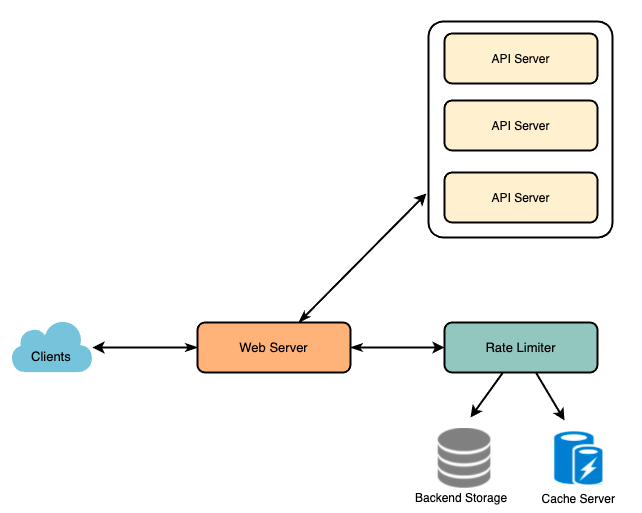 API Server
API Server
API Server
Clients
Web Server
Rate Limiter
Backend Storage
Cache Server